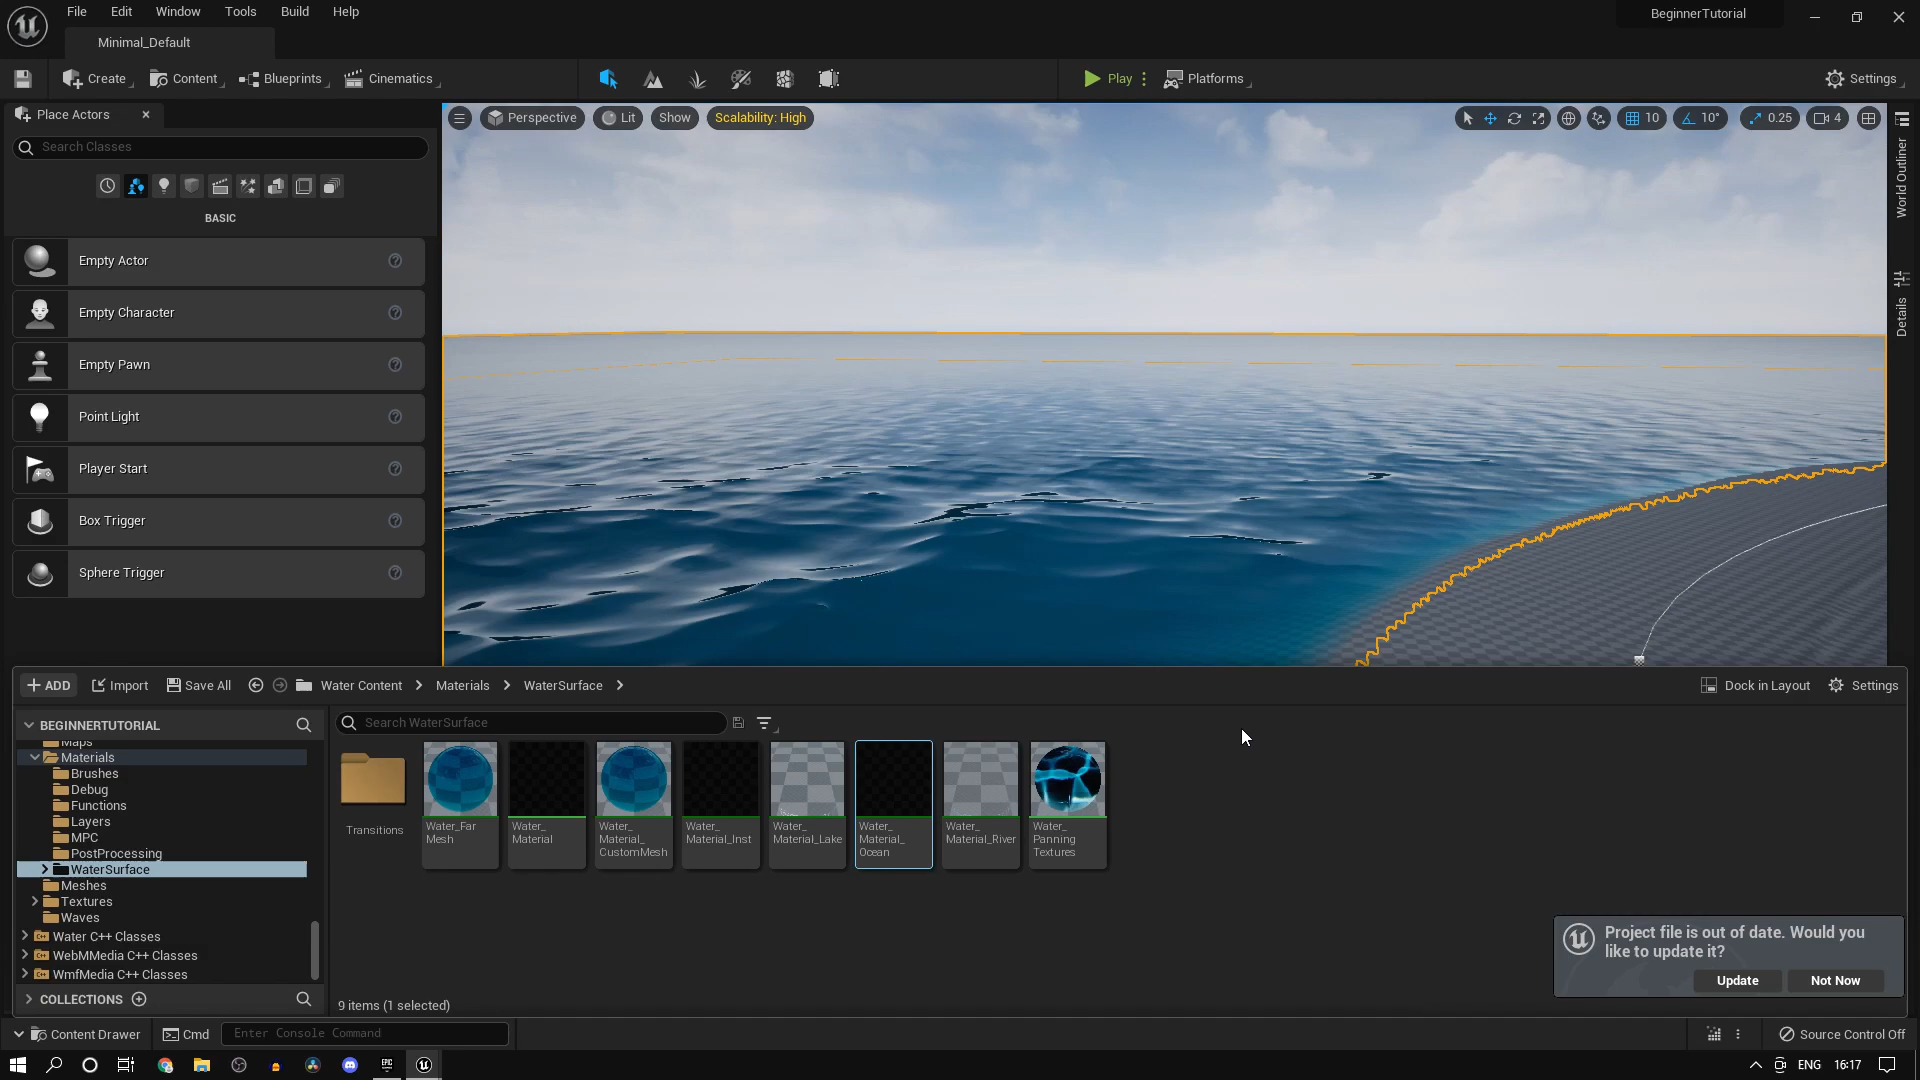 File
Edit
Window
Tools
Build
Help
BeginnerTutorial
Minimal_Default
Create
Content
Blueprints
Cinematics
Play
Platforms
Settings
Place Actors
Search Classes
BASIC
Empty Actor
Empty Character
Empty Pawn
Point Light
Player Start
Box Trigger
Sphere Trigger
Perspective
Lit
Show
Scalability: High
10
10°
0.25
4
World Outliner
Details
ADD
Import
Save All
Water Content
Materials
WaterSurface
Dock in Layout
Settings
BEGINNERTUTORIAL
Maps
Materials
Brushes
Debug
Functions
Layers
MPC
PostProcessing
WaterSurface
Meshes
Textures
Waves
Water C++ Classes
WebMMedia C++ Classes
WmfMedia C++ Classes
COLLECTIONS
Search WaterSurface
Transitions
Water_Far
Mesh
Water_
Material
Water_
Material_
CustomMesh
Water_
Material_Inst
Water_
Material_Lake
Water_
Material_
Ocean
Water_
Material_River
Water_
Panning
Textures
9 items (1 selected)
Project file is out of date. Would you
like to update it?
Update
Not Now
Content Drawer
Cmd
Enter Console Command
Source Control Off
EPIC
ENG
16:17